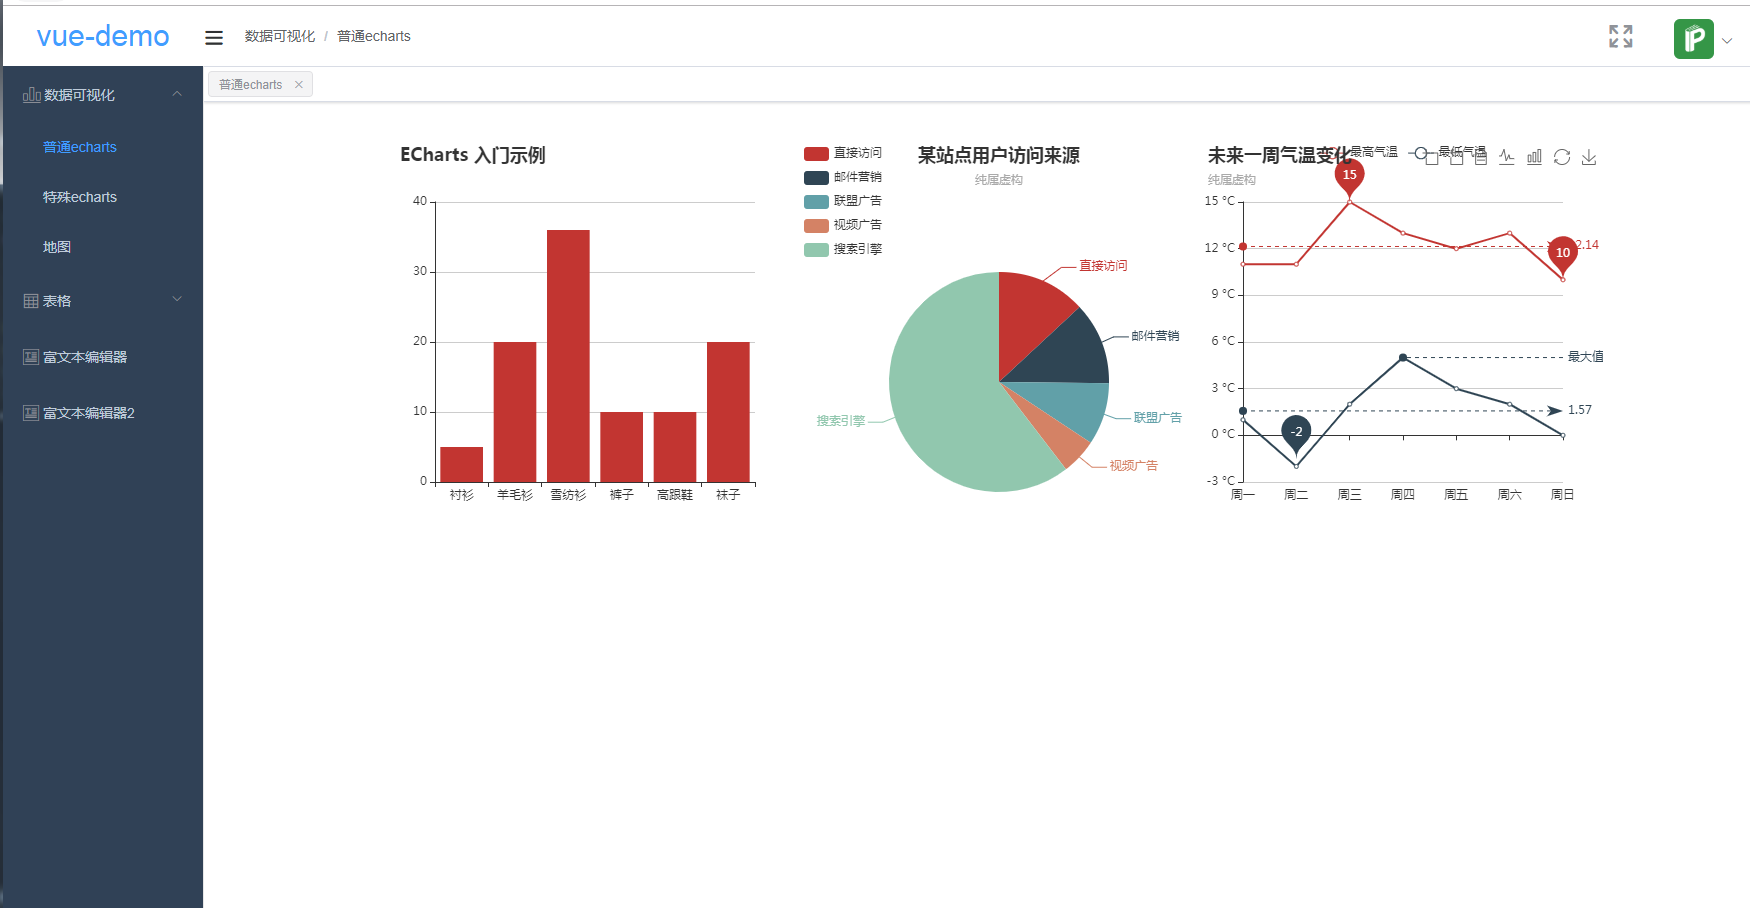 vue-demo
数据可视化 / 普通echarts
数据可视化
普通echarts
特殊echarts
地图
表格
富文本编辑器
富文本编辑器2
普通echarts
ECharts 入门示例
40
30
20
10
0
衬衫 羊毛衫 雪纺衫 裤子 高跟鞋 袜子
直接访问
邮件营销
联盟广告
视频广告
搜索引擎
某站点用户访问来源
纯属虚构
直接访问
邮件营销
联盟广告
视频广告
搜索引擎
未来一周气温变化
纯属虚构
最高气温 最低气温
15 °C
12 °C
9 °C
6 °C
3 °C
0 °C
-3 °C
15
2.14
10
最大值
1.57
-2
周一 周二 周三 周四 周五 周六 周日